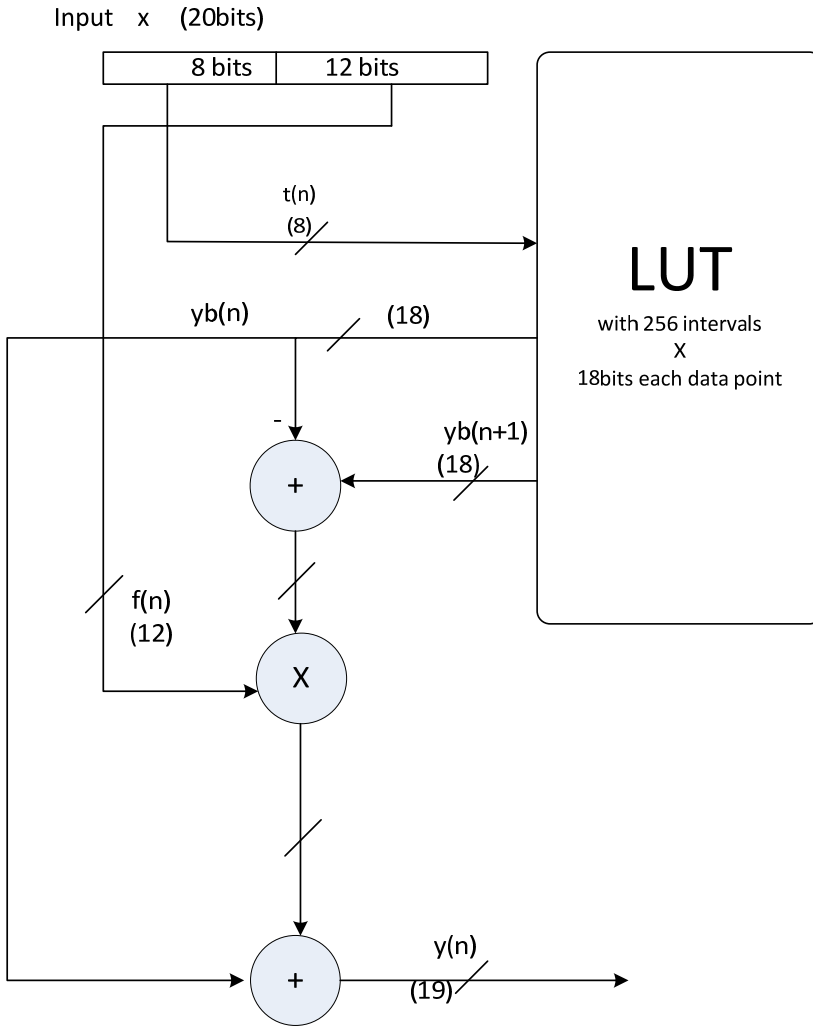 Input x (20bits)
8 bits 12 bits
t(n)
(8)
LUT
with 256 intervals
X
18bits each data point
yb(n) (18)
-
yb(n+1)
(18)
+
f(n)
(12)
X
y(n)
(19)
+